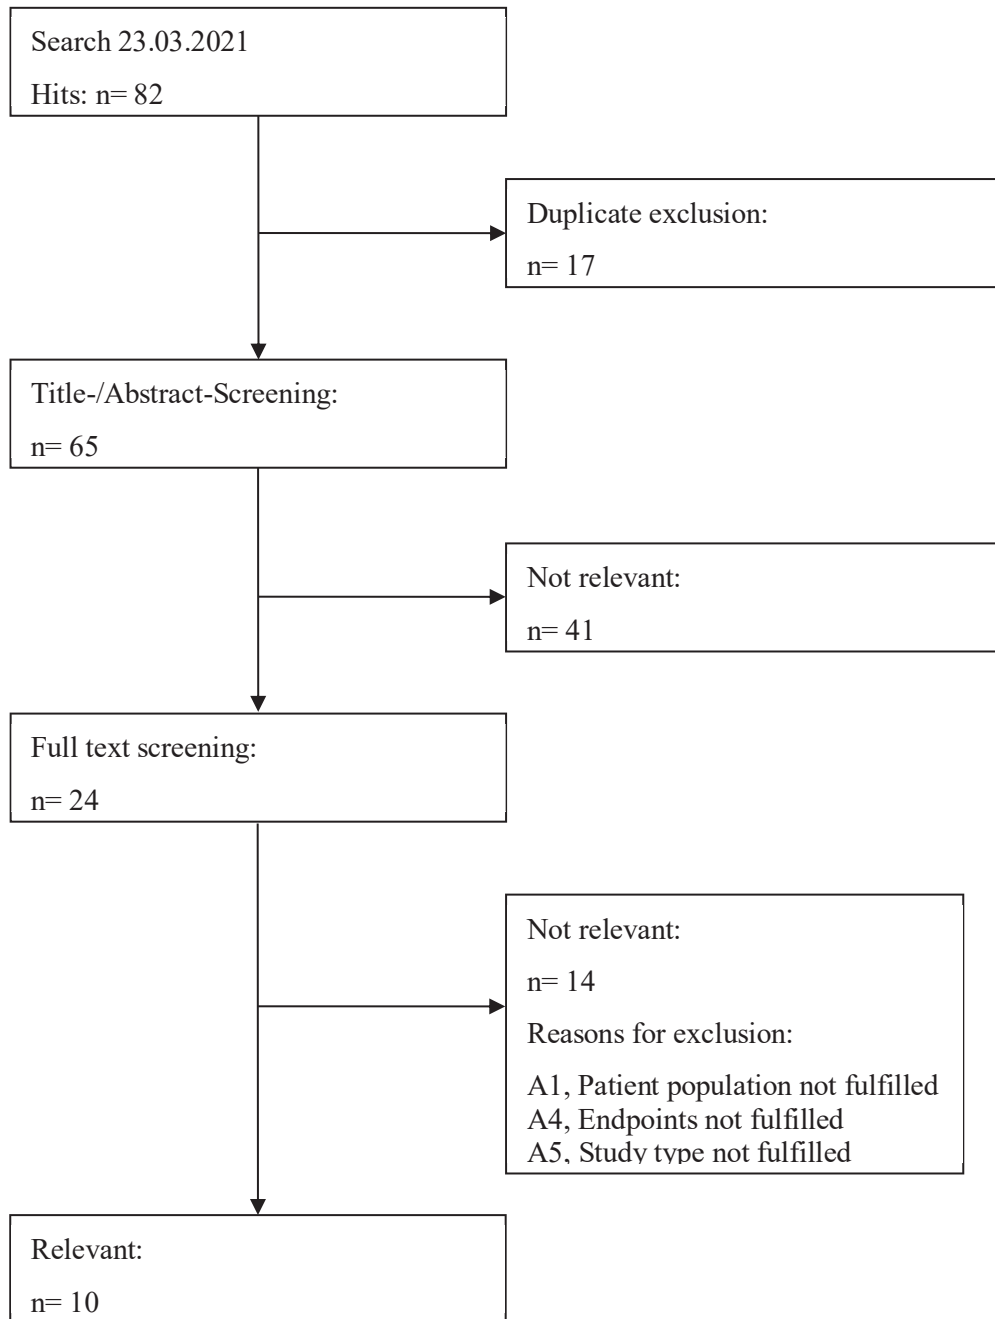 Search 23.03.2021
Hits: n= 82
Duplicate exclusion:
n= 17
Title-/Abstract-Screening:
n= 65
Not relevant:
n= 41
Full text screening:
n= 24
Not relevant:
n= 14
Reasons for exclusion:
A1, Patient population not fulfilled
A4, Endpoints not fulfilled
A5, Study type not fulfilled
Relevant:
n= 10